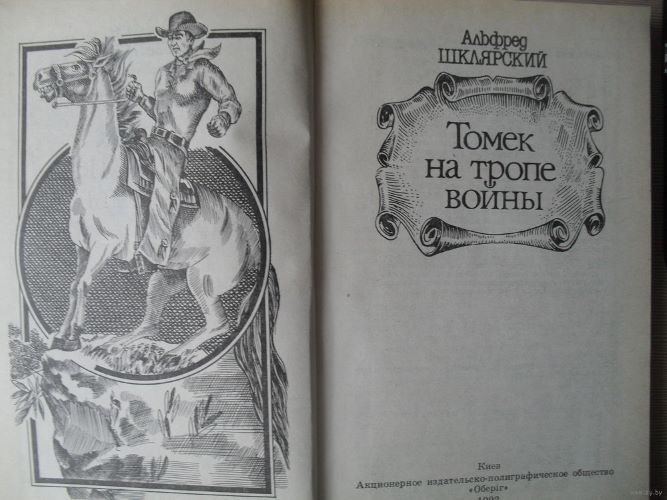 Альфред
ШКЛЯРСКИЙ
Томек
на тропе
войны
Киев
Акционерное издательско-полиграфическое общество
«Оберіг»